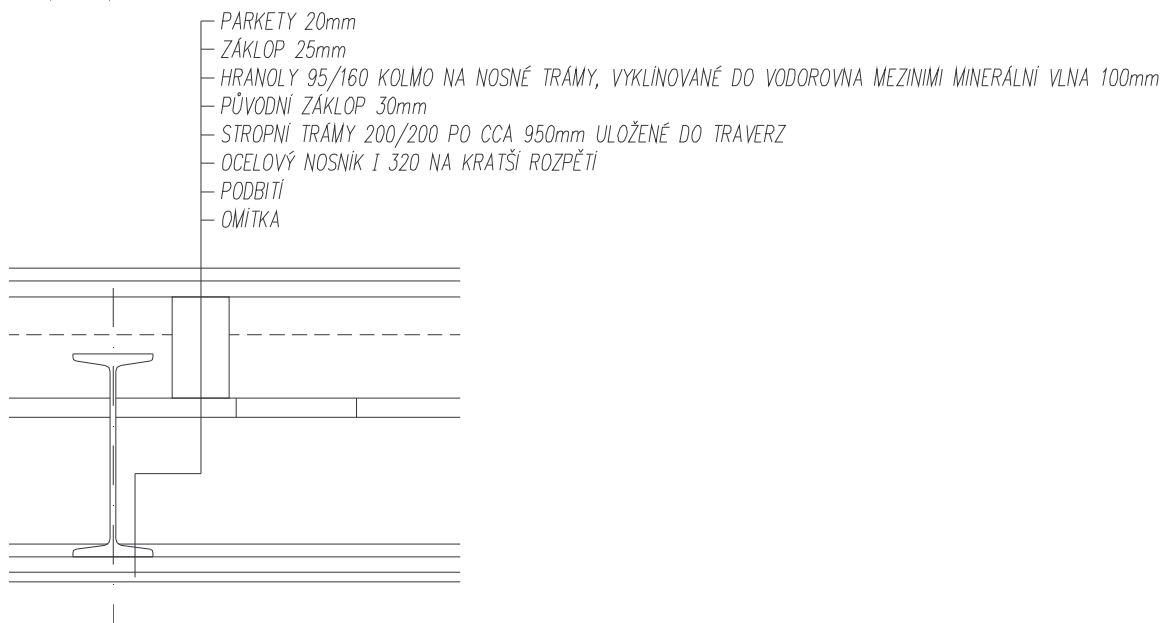 PARKETY 20mm
ZÁKLOP 25mm
HRANOLY 95/160 KOLMO NA NOSNÉ TRÁMY, VYKLÍNOVANÉ DO VODOROVNA MEZINIMI MINERÁLNÍ VLNA 100mm
PŮVODNÍ ZÁKLOP 30mm
STROPNÍ TRÁMY 200/200 PO CCA 950mm ULOŽENÉ DO TRAVERZ
OCELOVÝ NOSNÍK I 320 NA KRATŠÍ ROZPĚTÍ
PODBITÍ
OMÍTKA